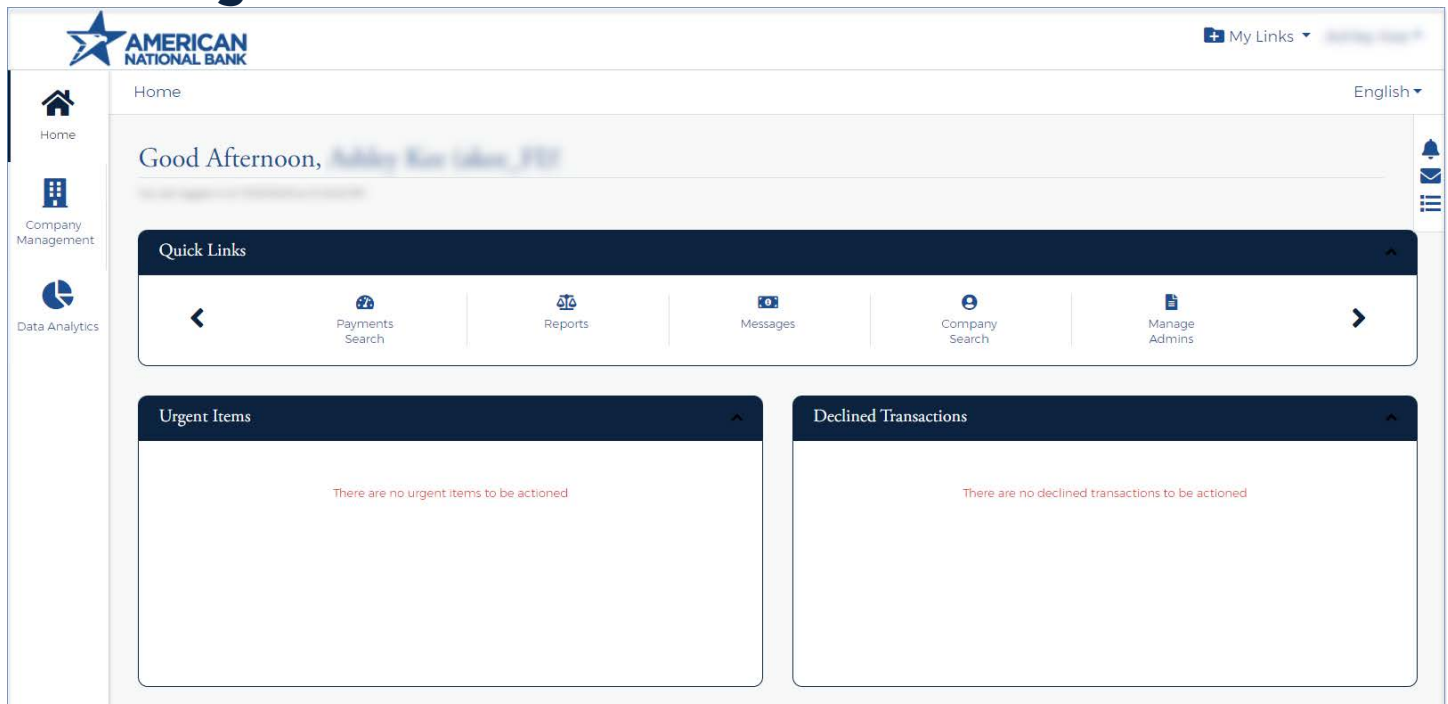 AMERICAN
NATIONAL BANK
My Links
Home
English
Home
Good Afternoon,
Company
Management
Quick Links
Data Analytics
Payments
Search
Reports
Messages
Company
Search
Manage
Admins
Urgent Items
Declined Transactions
There are no urgent items to be actioned
There are no declined transactions to be actioned